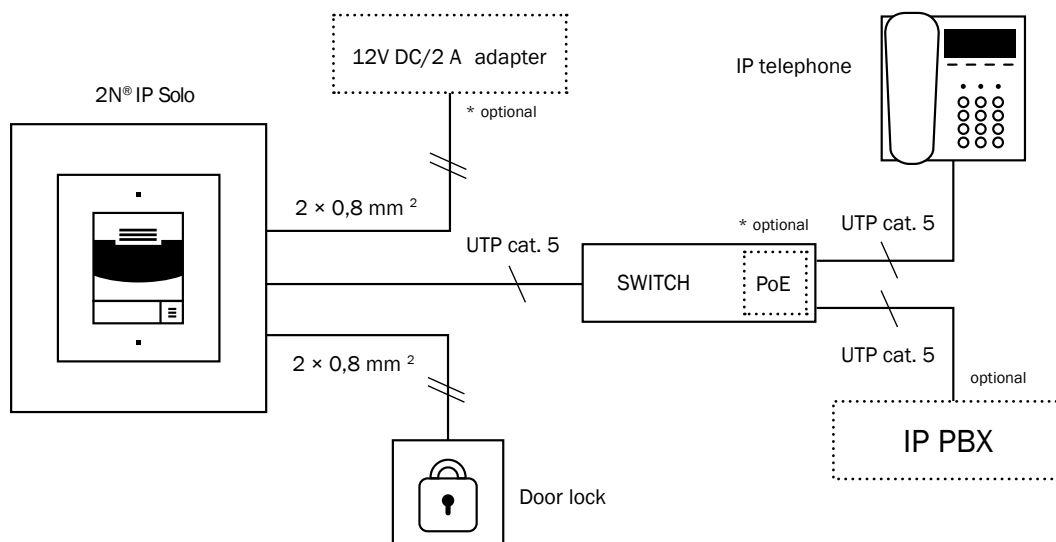 12V DC/2 A adapter
* optional
IP telephone
2N® IP Solo
2 × 0,8 mm ²
UTP cat. 5
* optional
UTP cat. 5
SWITCH
PoE
2 × 0,8 mm ²
UTP cat. 5
optional
IP PBX
Door lock